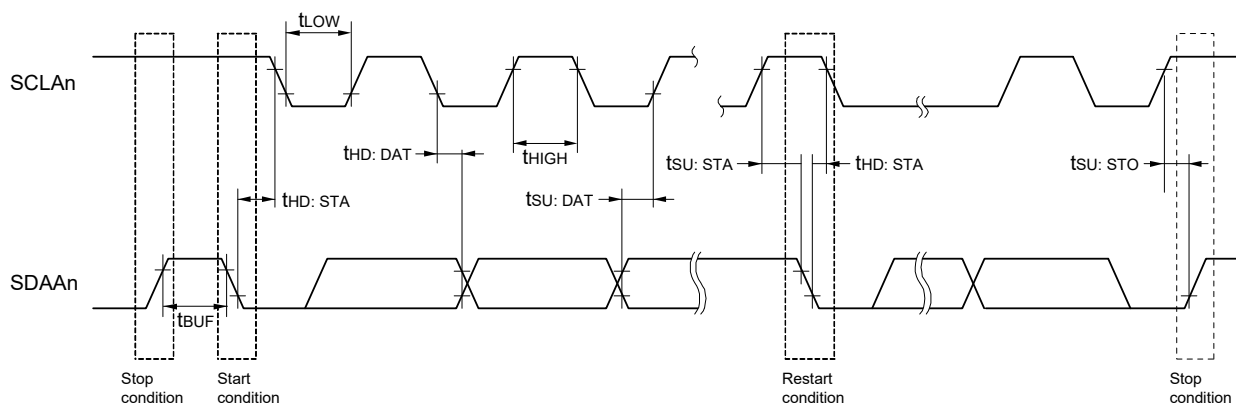 tLOW
SCLAn
tHD: DAT
tHIGH
tSU: STA
tHD: STA
tSU: STO
tHD: STA
tSU: DAT
SDAAn
tBUF
Stop
condition
Start
condition
Restart
condition
Stop
condition